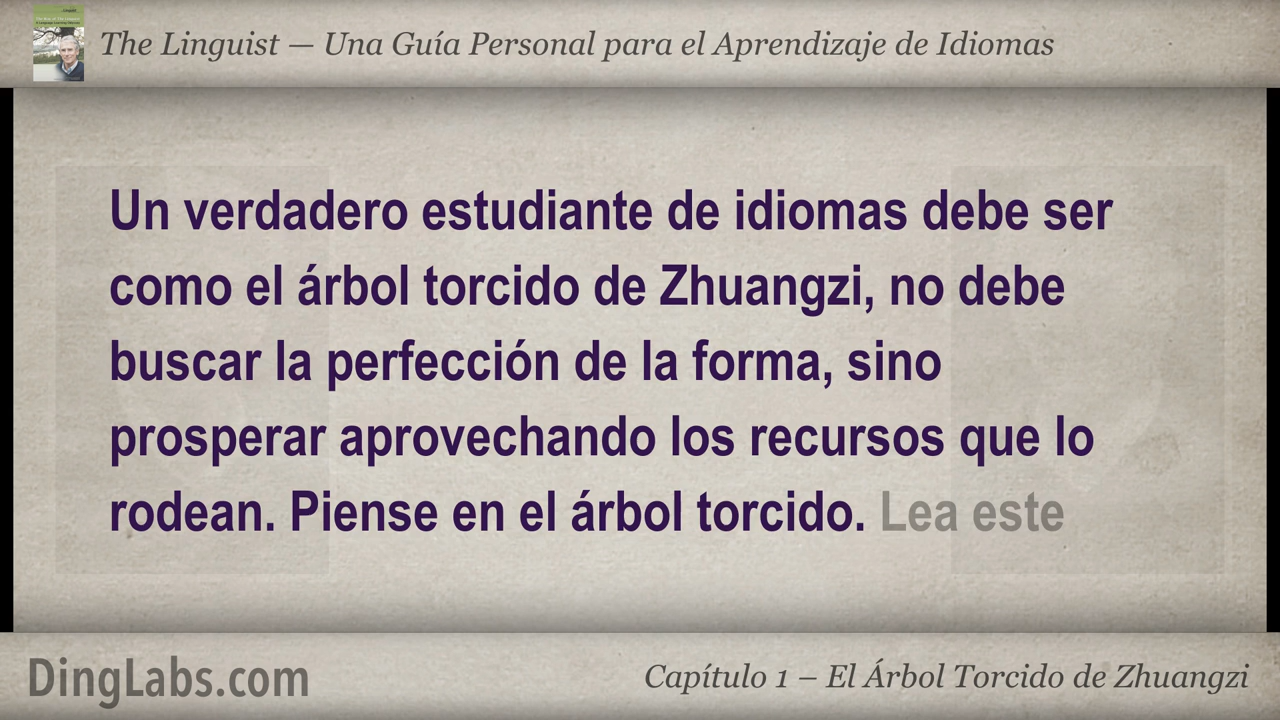 The Linguist — Una Guía Personal para el Aprendizaje de Idiomas
Un verdadero estudiante de idiomas debe ser
como el árbol torcido de Zhuangzi, no debe
buscar la perfección de la forma, sino
prosperar aprovechando los recursos que lo
rodean. Piense en el árbol torcido. Lea este
DingLabs.com
Capítulo 1 – El Árbol Torcido de Zhuangzi